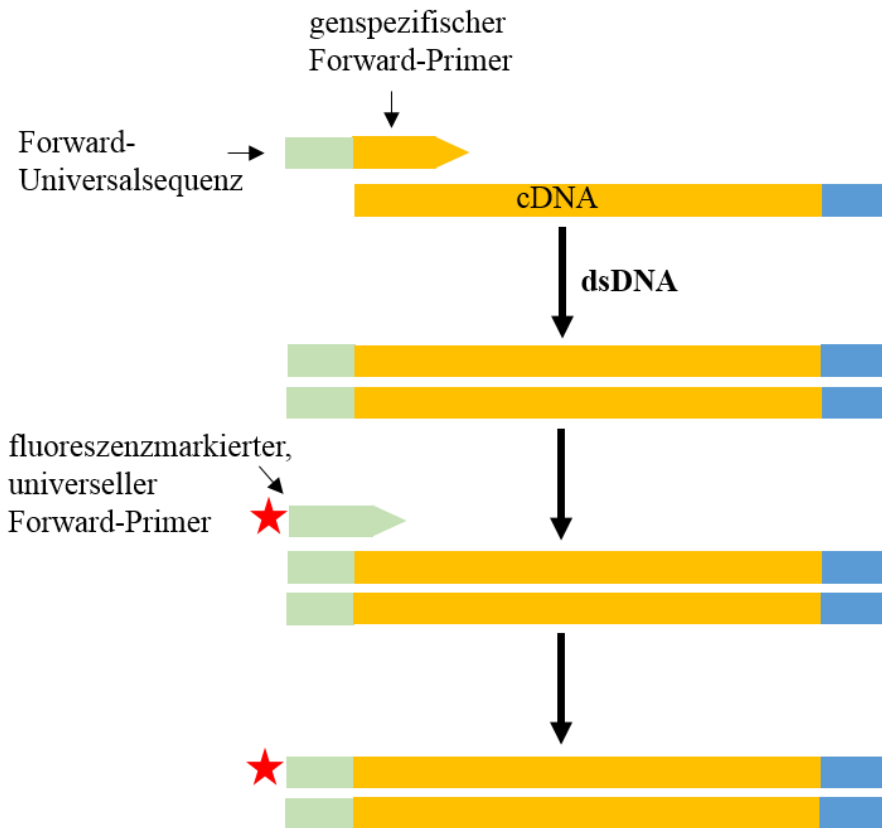 genspezifischer
Forward-Primer
Forward-
Universalsequenz
cDNA
dsDNA
fluoreszenzmarkierter,
universeller
Forward-Primer